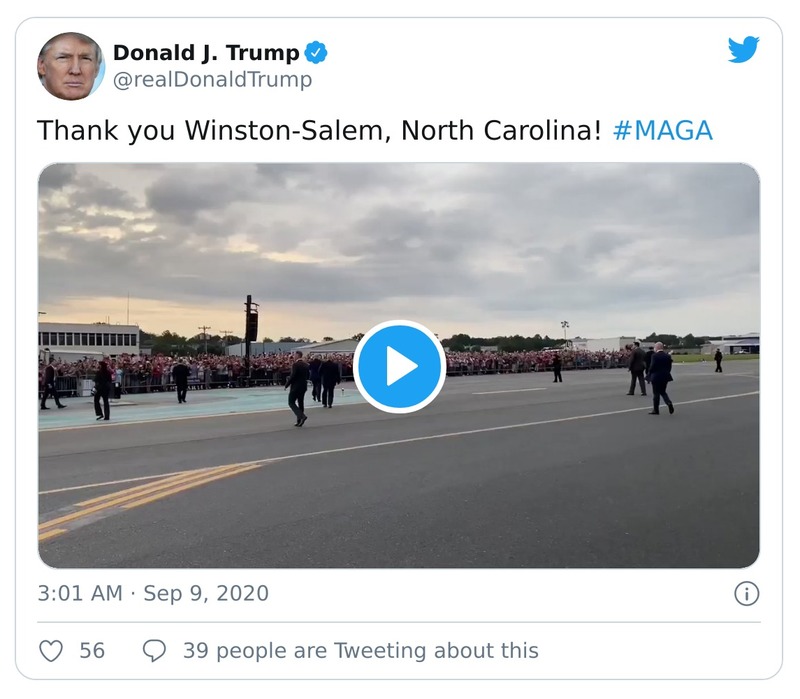 Donald J. Trump
@realDonaldTrump
Thank you Winston-Salem, North Carolina! #MAGA
3:01 AM · Sep 9, 2020
56
39 people are Tweeting about this